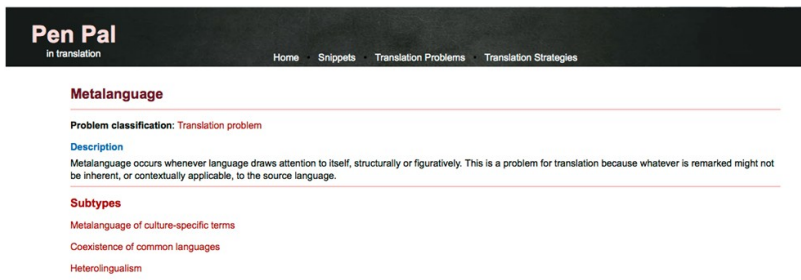 Pen Pal
in translation
Home • Snippets • Translation Problems • Translation Strategies
Metalanguage
Problem classification: Translation problem
Description
Metalanguage occurs whenever language draws attention to itself, structurally or figuratively. This is a problem for translation because whatever is remarked might not
be inherent, or contextually applicable, to the source language.
Subtypes
Metalanguage of culture-specific terms
Coexistence of common languages
Heterolingualism